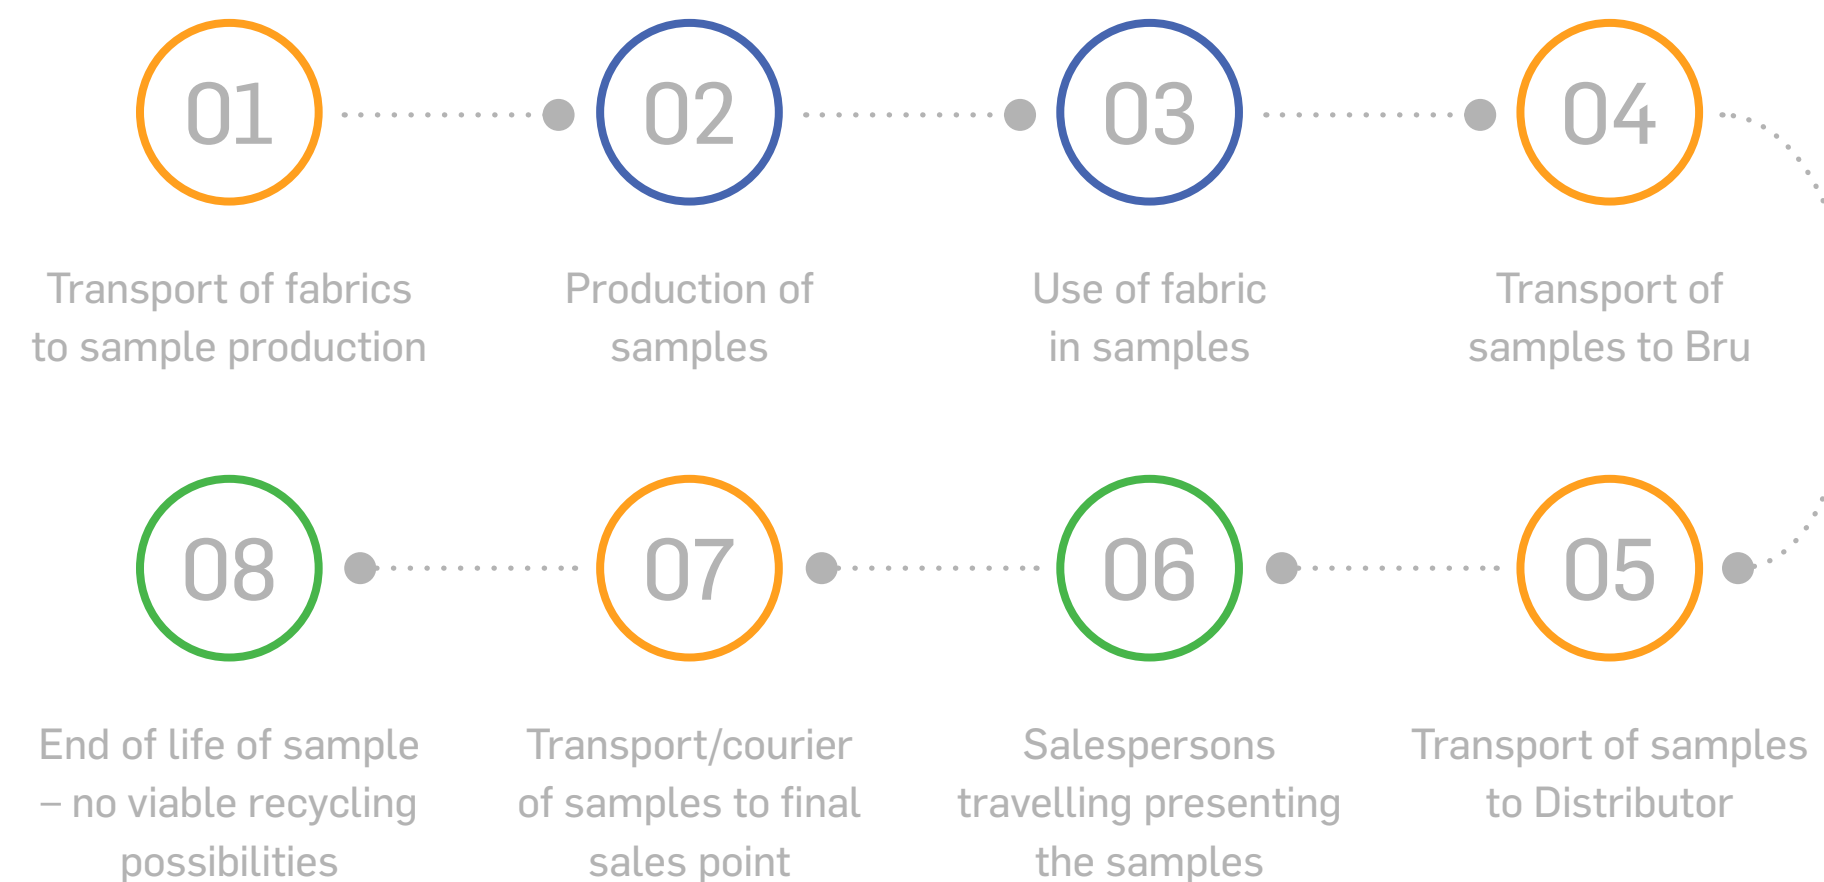 01
02
03
04
Transport of fabrics
to sample production
Production of
samples
Use of fabric
in samples
Transport of
samples to Bru
08
07
06
05
End of life of sample
– no viable recycling
possibilities
Transport/courier
of samples to final
sales point
Salespersons
travelling presenting
the samples
Transport of samples
to Distributor